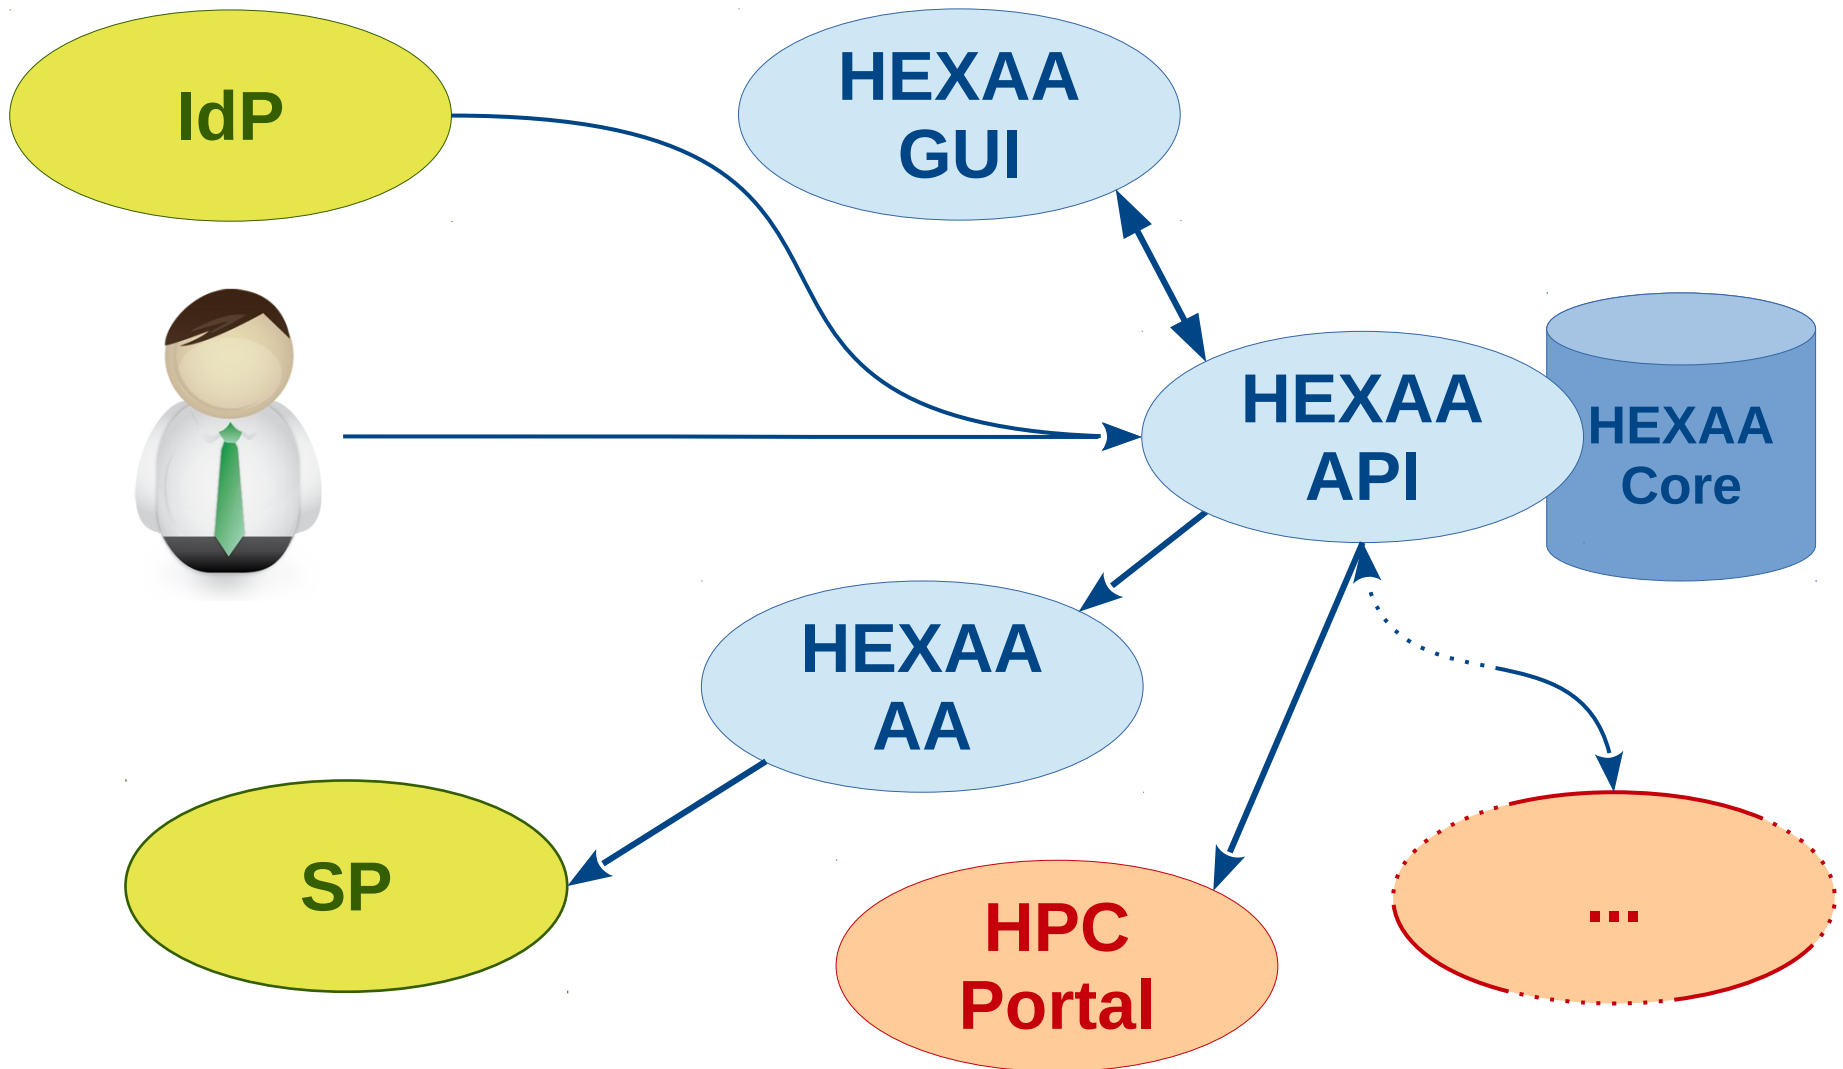 IdP
HEXAA
GUI
HEXAA
API
HEXAA
Core
HEXAA
AA
SP
HPC
Portal
...